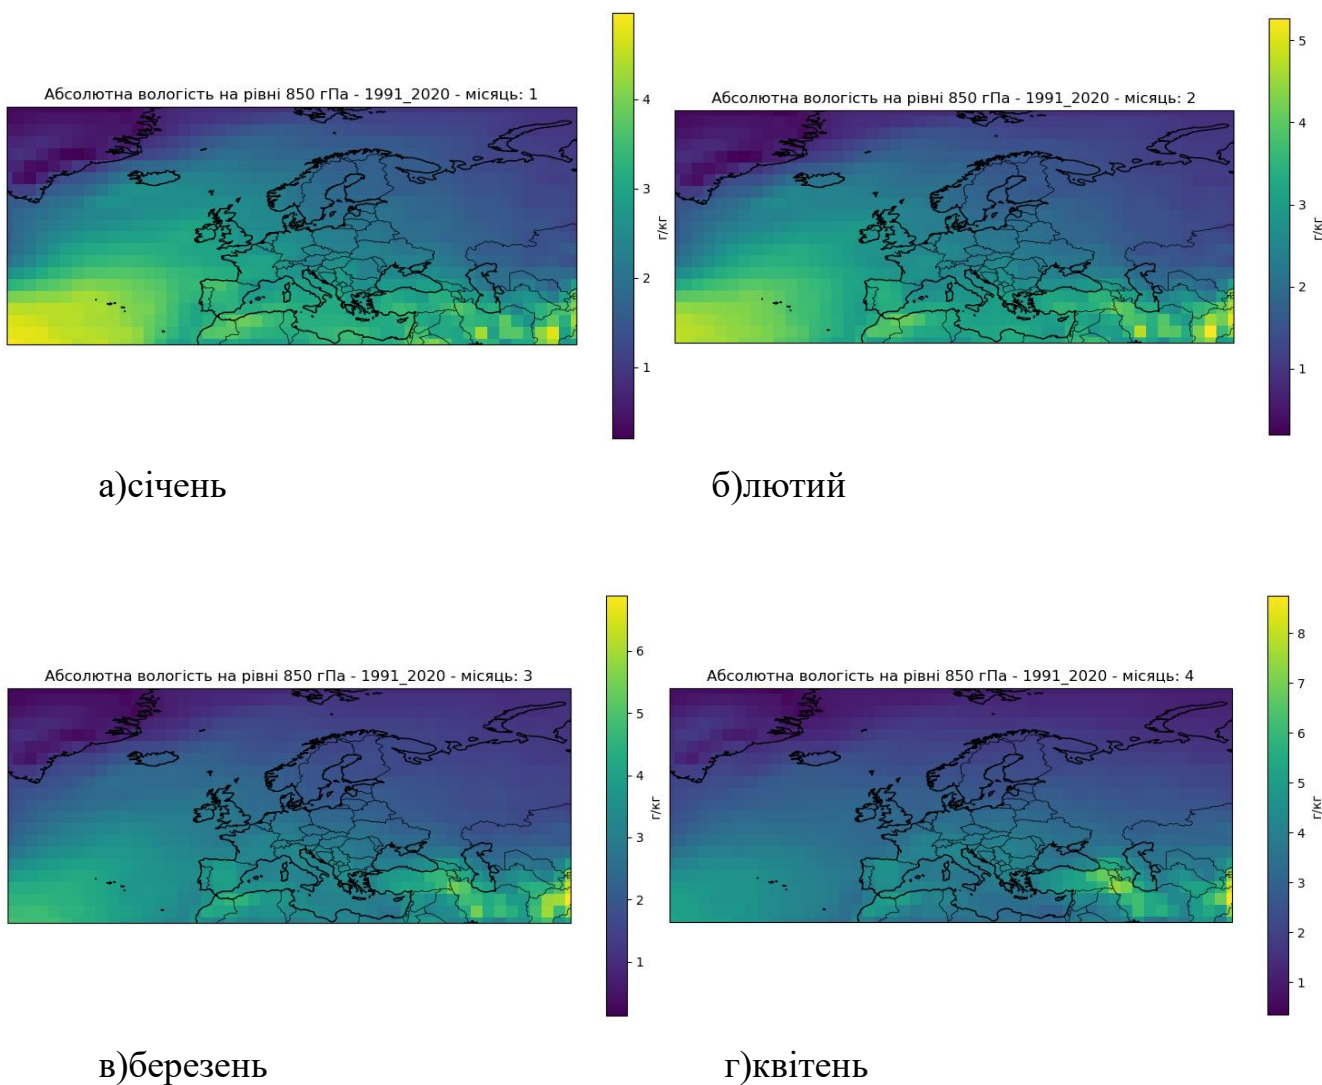 Абсолютна вологість на рівні 850 гПа - 1991_2020 - місяць: 1
4
3
2
1
г/кг
Абсолютна вологість на рівні 850 гПа - 1991_2020 - місяць: 2
5
4
3
2
1
г/кг
а)січень
б)лютий
Абсолютна вологість на рівні 850 гПа - 1991_2020 - місяць: 3
6
5
4
3
2
1
г/кг
Абсолютна вологість на рівні 850 гПа - 1991_2020 - місяць: 4
8
7
6
5
4
3
2
1
г/кг
в)березень
г)квітень